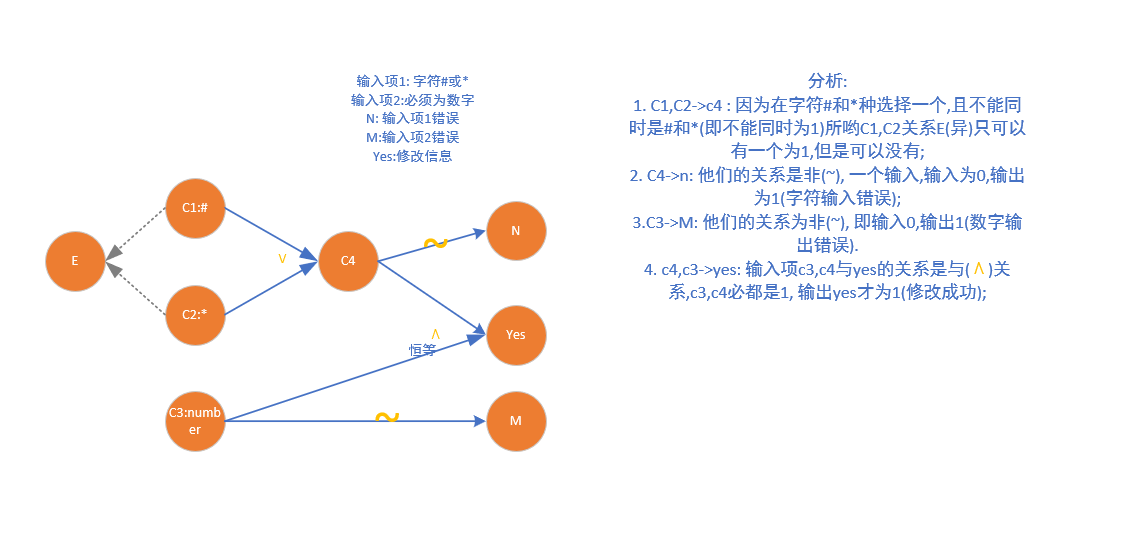 输入项1: 字符#或*
输入项2:必须为数字
N: 输入项1错误
M:输入项2错误
Yes:修改信息
分析:
1. C1,C2->c4 : 因为在字符#和*种选择一个,且不能同
时是#和*(即不能同时为1)所哟C1,C2关系E(异)只可以
有一个为1,但是可以没有;
2. C4->n: 他们的关系是非(~), 一个输入,输入为0,输出
为1(字符输入错误);
3.C3->M: 他们的关系为非(~), 即输入0,输出1(数字输
出错误).
4. c4,c3->yes: 输入项c3,c4与yes的关系是与(∧)关
系,c3,c4必都是1, 输出yes才为1(修改成功);
C1:#
E
∨
C4
~
N
C2:*
∧
恒等
Yes
C3:numb
er
~
M